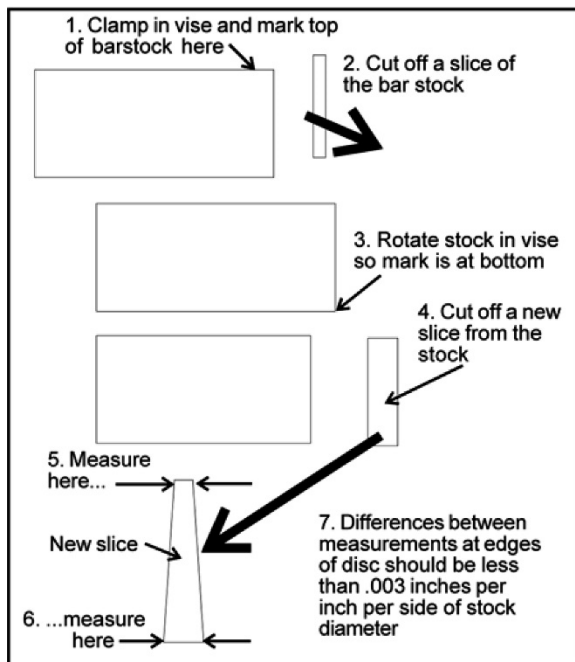 1. Clamp in vise and mark top
of barstock here
2. Cut off a slice of
the bar stock
3. Rotate stock in vise
so mark is at bottom
4. Cut off a new
slice from the
stock
5. Measure
here...
New slice
6. ...measure
here
7. Differences between
measurements at edges
of disc should be less
than .003 inches per
inch per side of stock
diameter